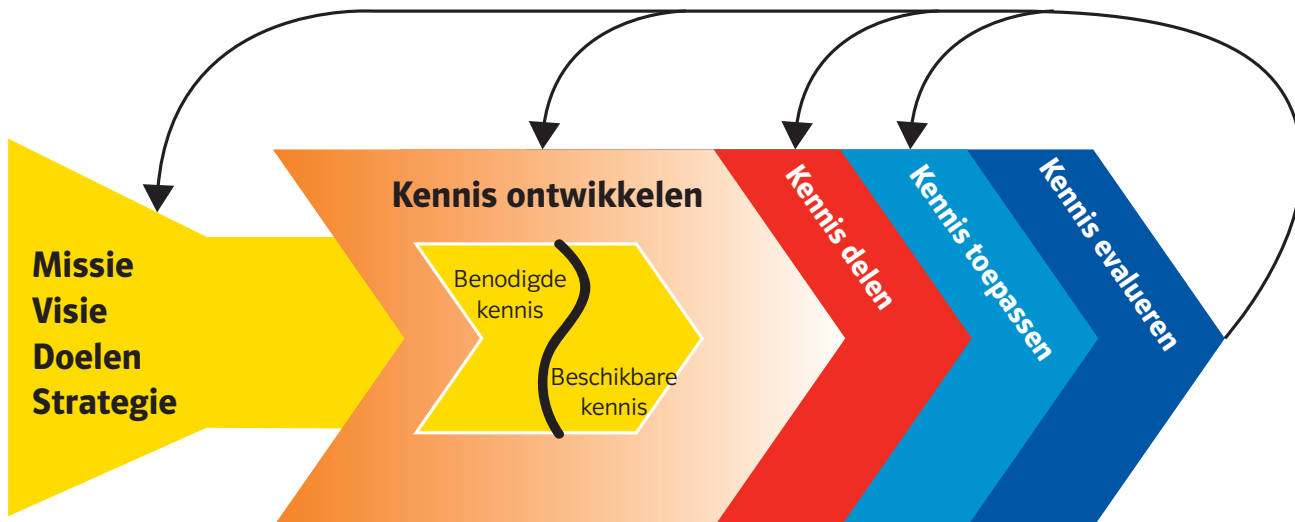 Missie
Visie
Doelen
Strategie
Kennis ontwikkelen
Benodigde
kennis
Beschikbare
kennis
Kennis delen
Kennis toepassen
Kennis evalueren